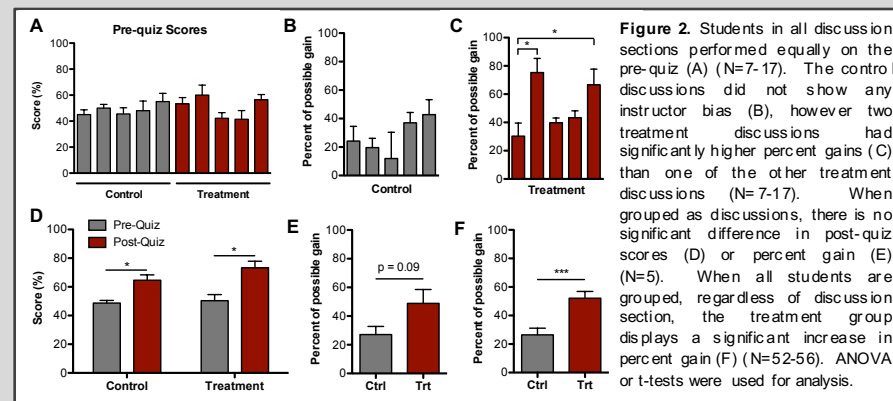 A
Pre-quiz Scores
Score (%)
100
80
60
40
20
0
Control
Treatment
B
Percent of possible gain
100
80
60
40
20
0
Control
C
Percent of possible gain
100
80
60
40
20
0
*
*
Treatment
D
Score (%)
100
80
60
40
20
0
Pre-Quiz
Post-Quiz
*
*
Control
Treatment
E
Percent of possible gain
100
80
60
40
20
0
p = 0.09
Ctrl
Trt
F
Percent of possible gain
100
80
60
40
20
0
***
Ctrl
Trt
Figure 2. Students in all discussion
sections performed equally on the
pre-quiz (A) (N=7-17). The control
discussions did not show any
instructor bias (B), however two
treatment discussions had
significantly higher percent gains (C)
than one of the other treatment
discussions (N=7-17). When
grouped as discussions, there is no
significant difference in post-quiz
scores (D) or percent gain (E)
(N=5). When all students are
grouped, regardless of discussion
section, the treatment group
displays a significant increase in
percent gain (F) (N=52-56). ANOVA
or t-tests were used for analysis.